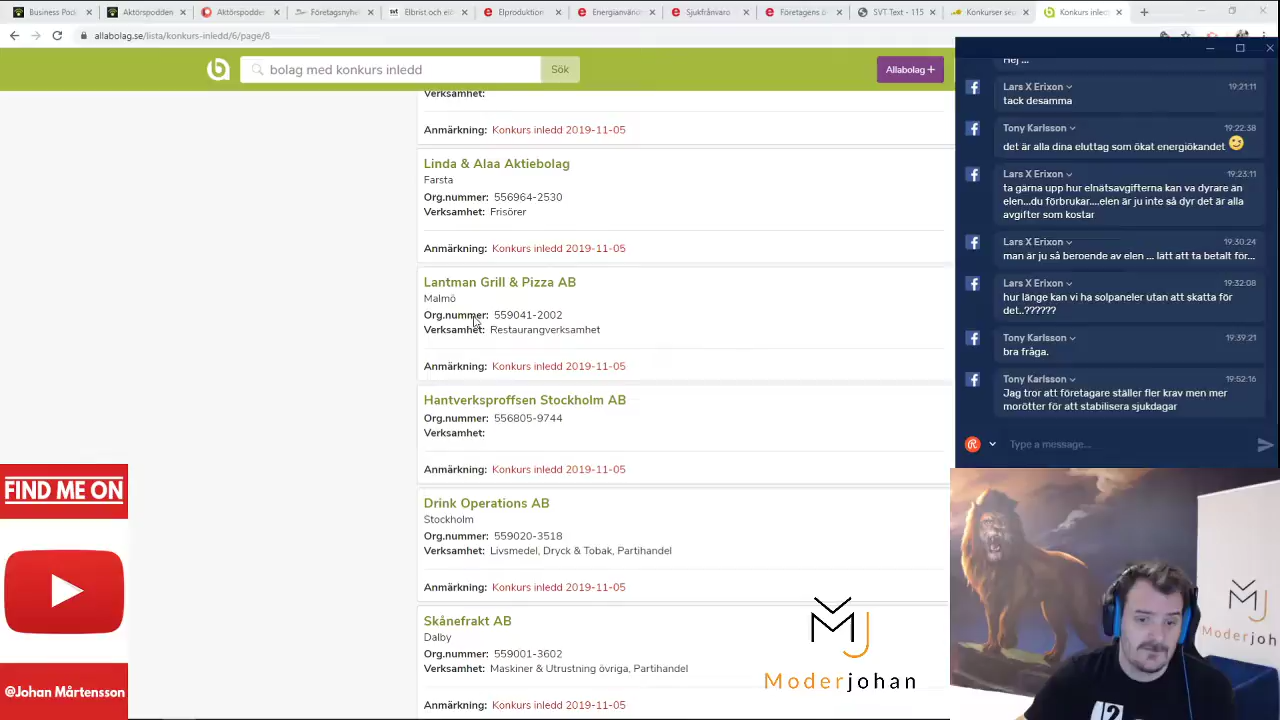 Business Pod
Aktörspodden
Aktörspodden
Företagsnyhe
svt Elbrist och elf
Elproduktion
Energianvänd
Sjukfrånvaro
Företagens e
SVT Text - 115
Konkurser se
Konkurs inled
allabolag.se/lista/konkurs-inledd/6/page/8
bolag med konkurs inledd
Sök
Allabolag+
Verksamhet:
Anmärkning: Konkurs inledd 2019-11-05
Linda & Alaa Aktiebolag
Farsta
Org.nummer: 556964-2530
Verksamhet: Frisörer
Anmärkning: Konkurs inledd 2019-11-05
Lantman Grill & Pizza AB
Malmö
Org.nummer: 559041-2002
Verksamhet: Restaurangverksamhet
Anmärkning: Konkurs inledd 2019-11-05
Hantverksproffsen Stockholm AB
Org.nummer: 556805-9744
Verksamhet:
Anmärkning: Konkurs inledd 2019-11-05
Drink Operations AB
Stockholm
Org.nummer: 559020-3518
Verksamhet: Livsmedel, Dryck & Tobak, Partihandel
Anmärkning: Konkurs inledd 2019-11-05
Skånefrakt AB
Dalby
Org.nummer: 559001-3602
Verksamhet: Maskiner & Utrustning övriga, Partihandel
Anmärkning: Konkurs inledd 2019-11-05
Hej ...
Lars X Erixon 19:21:11
tack desamma
Tony Karlsson 19:22:38
det är alla dina eluttag som ökat energiökandet
Lars X Erixon 19:23:11
ta gärna upp hur elnätsavgifterna kan va dyrare än
elen...du förbrukar....elen är ju inte så dyr det är alla
avgifter som kostar
Lars X Erixon 19:30:24
man är ju så beroende av elen ... lätt att ta betalt för...
Lars X Erixon 19:32:08
hur länge kan vi ha solpaneler utan att skatta för
det..??????
Tony Karlsson 19:39:21
bra fråga.
Tony Karlsson 19:52:16
Jag tror att företagare ställer fler krav men mer
morötter för att stabilisera sjukdagar
Type a message...
FIND ME ON
@Johan Mårtensson
MJ
Moderjohan
MJ
Moderjoha